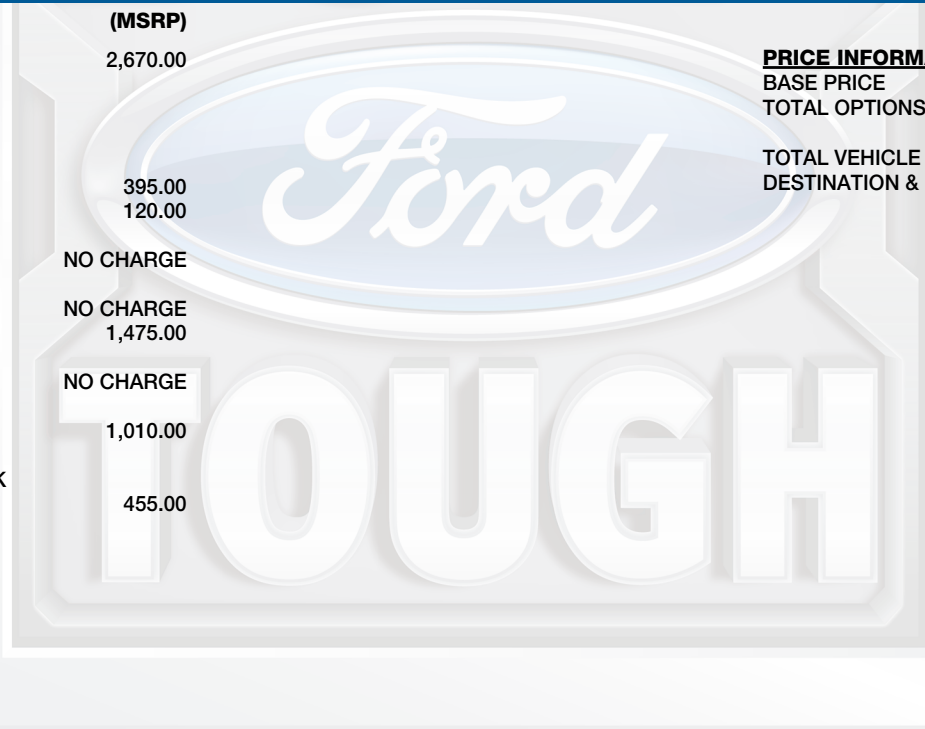 (MSRP)
2,670.00
395.00
120.00
NO CHARGE
NO CHARGE
1,475.00
NO CHARGE
1,010.00
K
455.00
PRICE INFORM
BASE PRICE
TOTAL OPTIONS
TOTAL VEHICLE
DESTINATION &
Ford
TOUGH